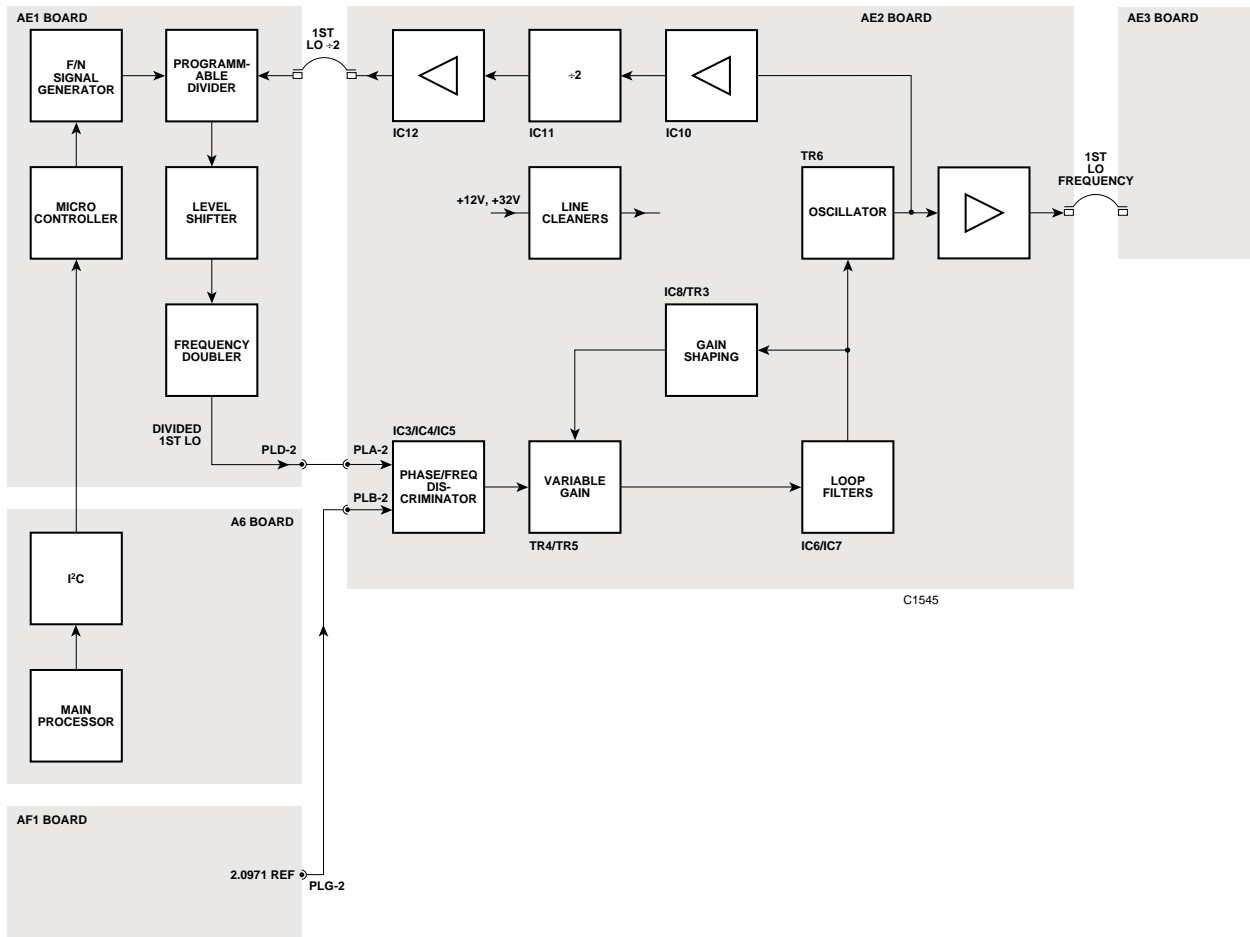 AE1 BOARD
F/N
SIGNAL
GENERATOR
PROGRAMM-
ABLE
DIVIDER
1ST
LO ÷2
AE2 BOARD
AE3 BOARD
IC12
÷2
IC11
IC10
MICRO
CONTROLLER
LEVEL
SHIFTER
+12V, +32V
LINE
CLEANERS
TR6
OSCILLATOR
1ST
LO
FREQUENCY
FREQUENCY
DOUBLER
IC8/TR3
GAIN
SHAPING
DIVIDED
1ST LO
PLD-2
PLA-2
PLB-2
IC3/IC4/IC5
PHASE/FREQ
DIS-
CRIMINATOR
VARIABLE
GAIN
TR4/TR5
LOOP
FILTERS
IC6/IC7
C1545
A6 BOARD
I²C
MAIN
PROCESSOR
AF1 BOARD
2.0971 REF
PLG-2